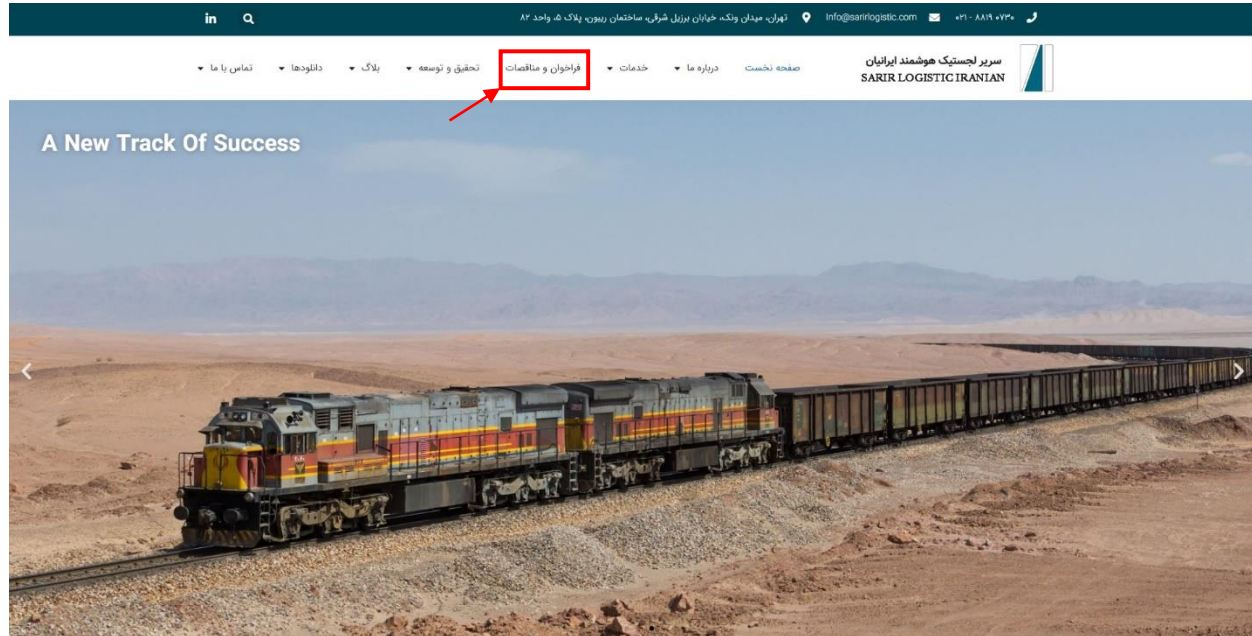 ۰۲۱ - ۸۸۱۹ ۰۷۳۰ Info@sarirlogistic.com تهران، میدان ونک، خیابان برزیل شرقی، ساختمان ریبون، پلاک ۵، واحد ۸۲ in
سریر لجستیک هوشمند ایرانیان
SARIR LOGISTIC IRANIAN
صفحه نخست درباره ما خدمات فراخوان و مناقصات تحقیق و توسعه بلاگ دانلودها تماس با ما
A New Track Of Success